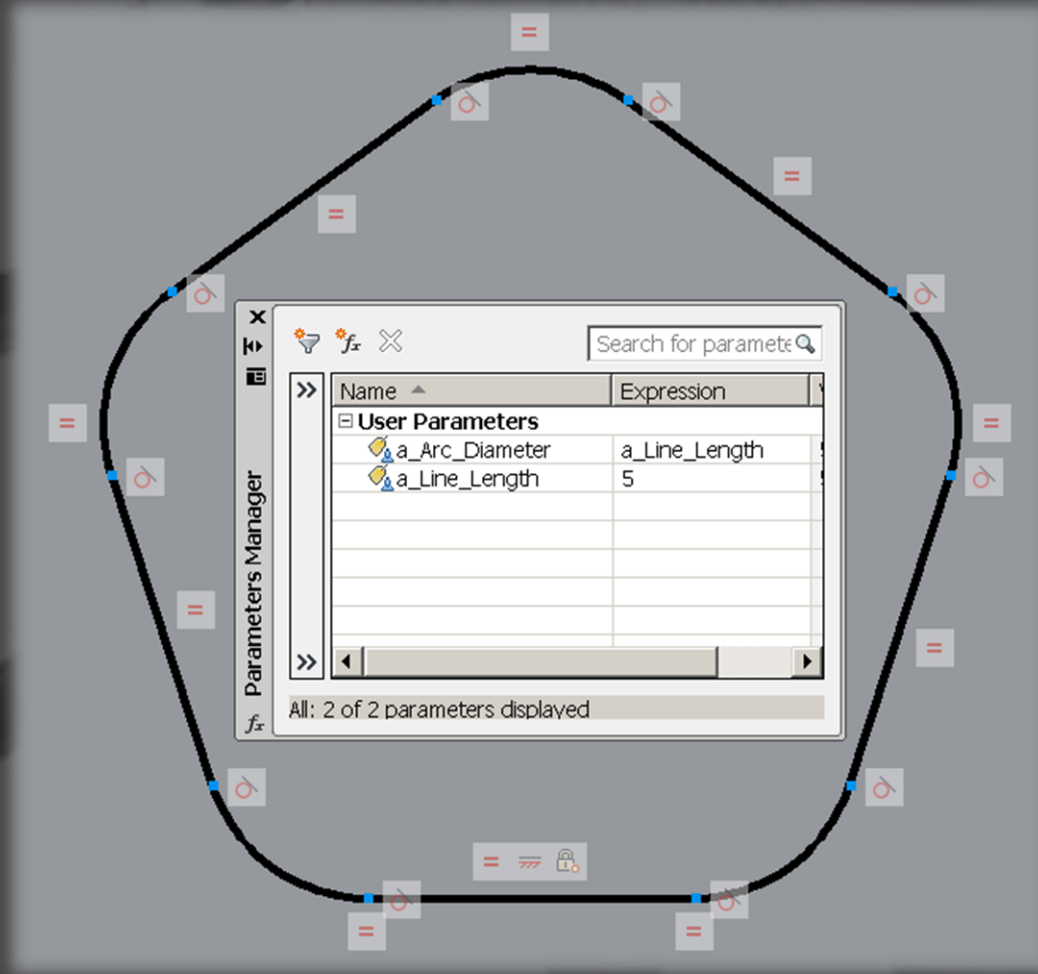 Search for paramete
Name Expression
User Parameters
a_Arc_Diameter a_Line_Length
a_Line_Length 5
Parameters Manager
All: 2 of 2 parameters displayed